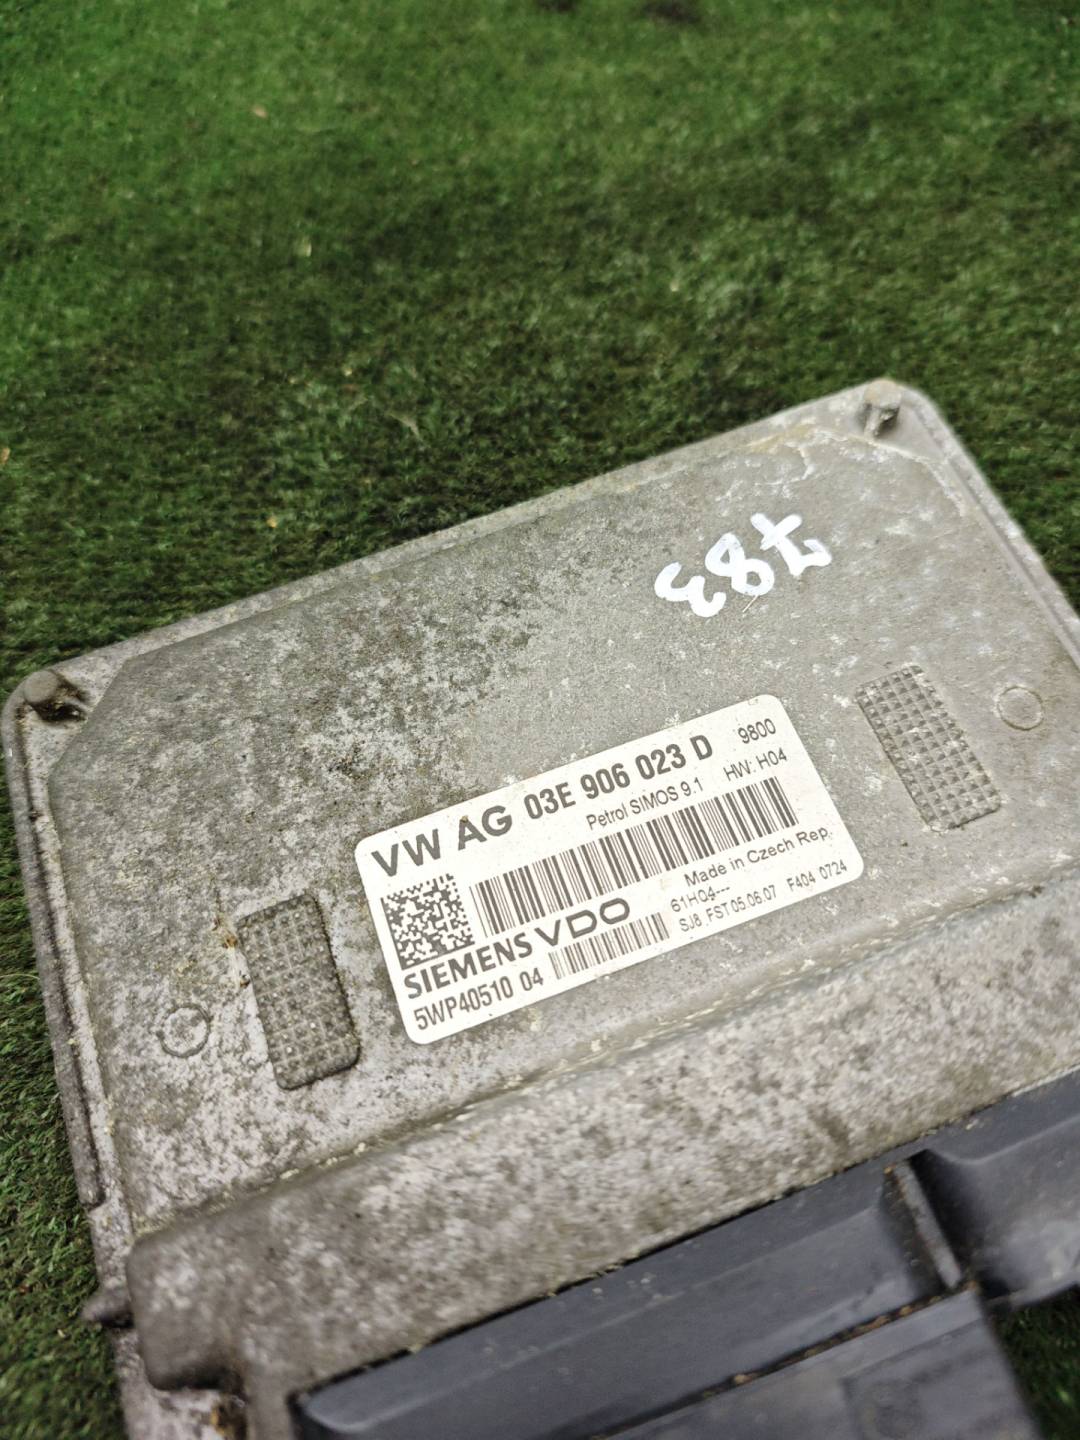 783
VW AG 03E 906 023 D 9800
Petrol SIMOS 9.1 HW: H04
Made in Czech Rep.
SIEMENS VDO 61H04---
5WP40510 04 SJ8 FST 05.06.07 F404 0724